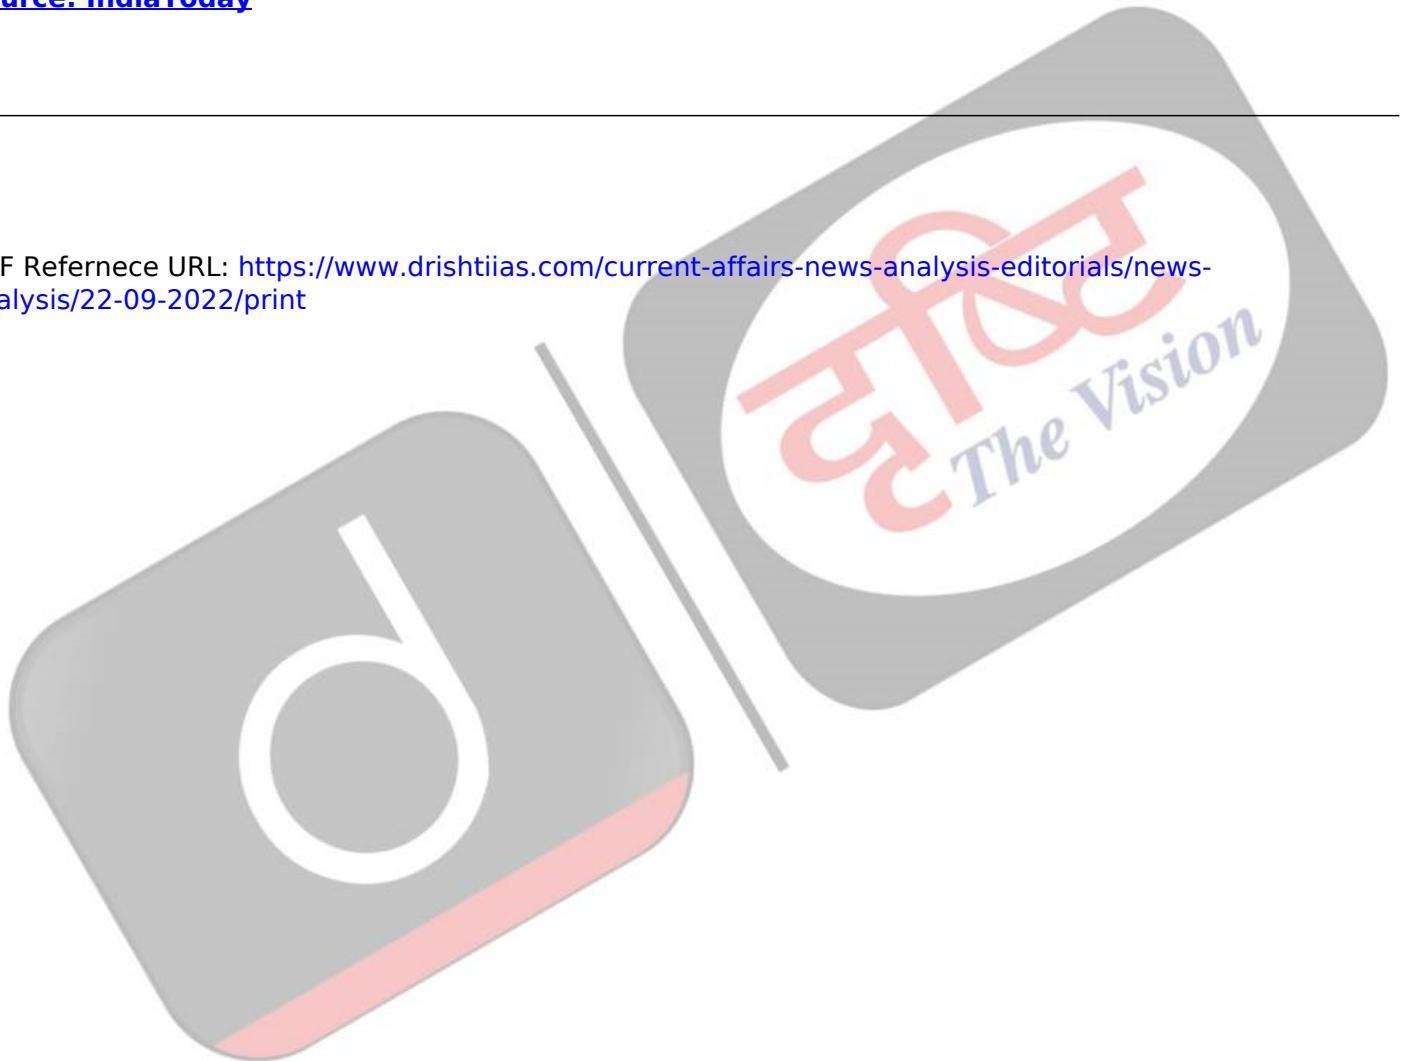 urce: IndiaToday
F Refernece URL: https://www.drishtiias.com/current-affairs-news-analysis-editorials/news-
alysis/22-09-2022/print
दृष्टि
The Vision
d